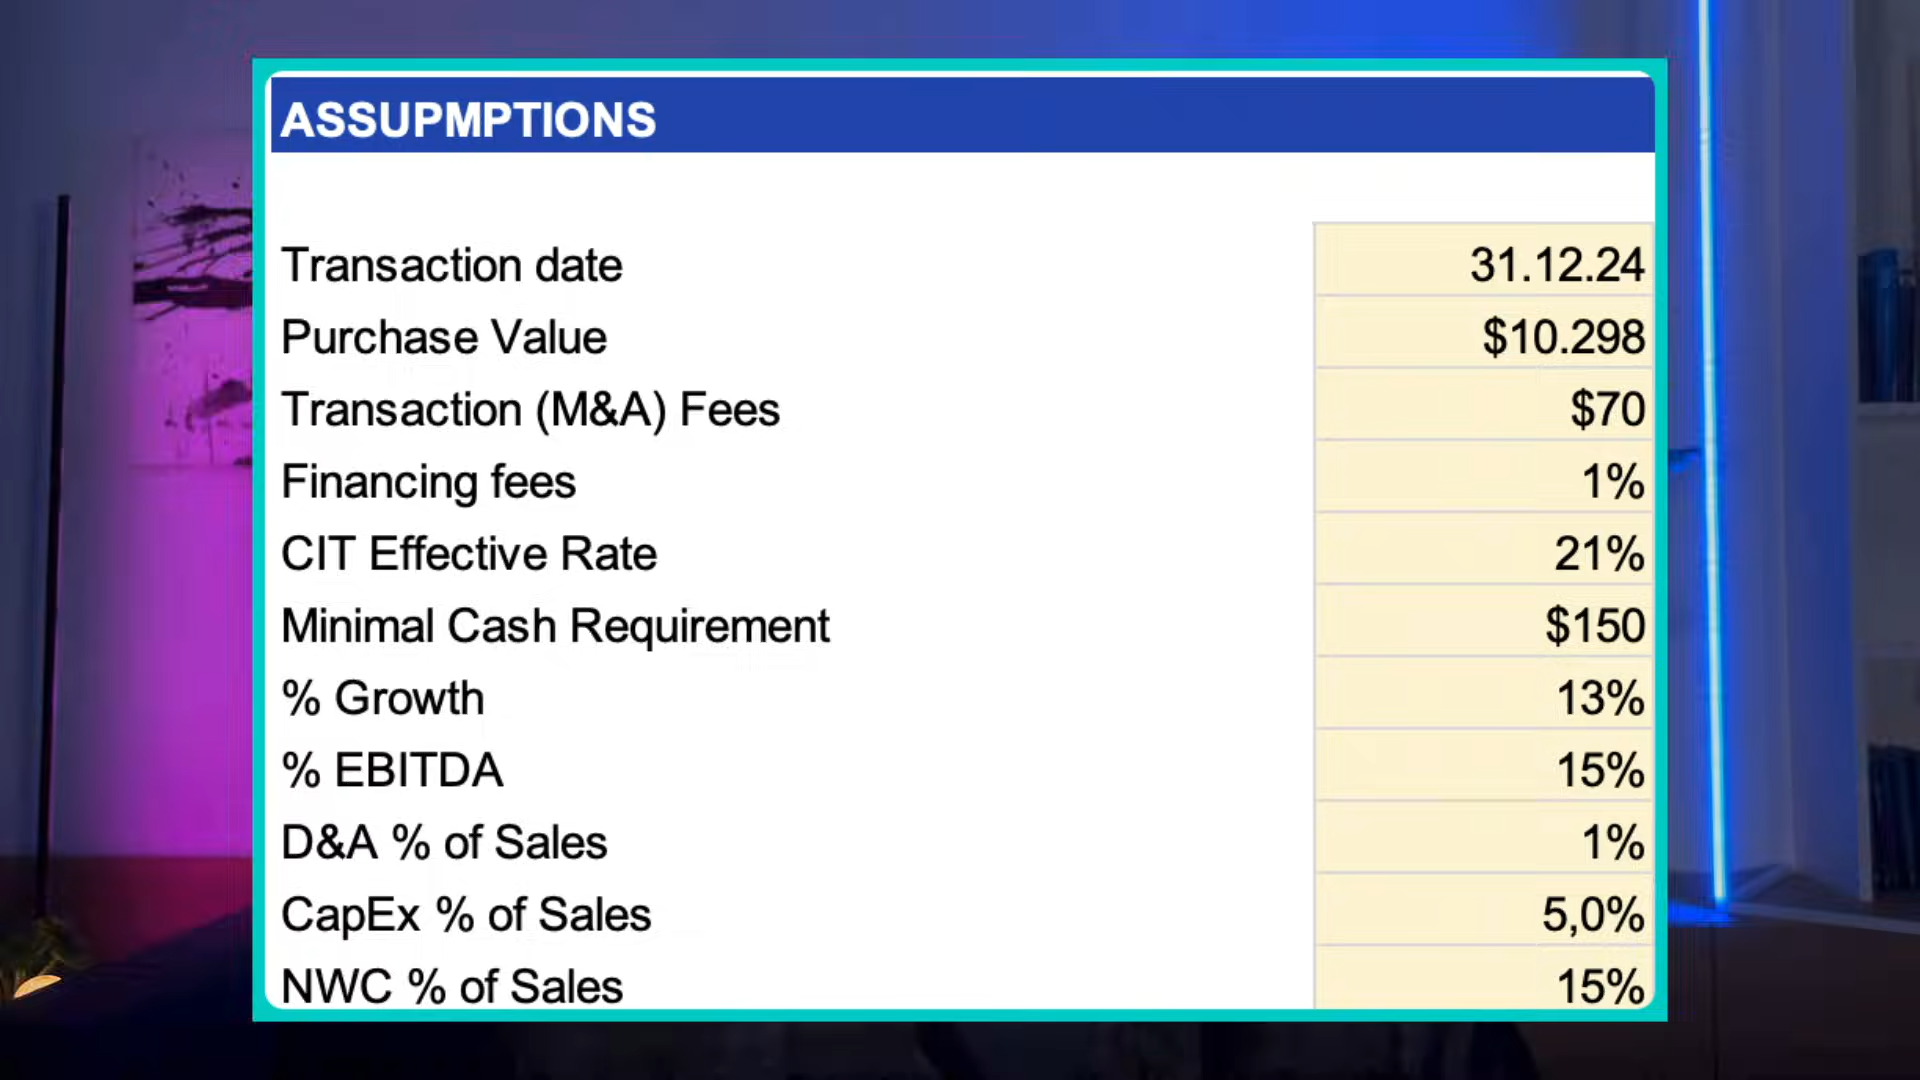 ASSUPMPTIONS
Transaction date 31.12.24
Purchase Value $10.298
Transaction (M&A) Fees $70
Financing fees 1%
CIT Effective Rate 21%
Minimal Cash Requirement $150
% Growth 13%
% EBITDA 15%
D&A % of Sales 1%
CapEx % of Sales 5,0%
NWC % of Sales 15%